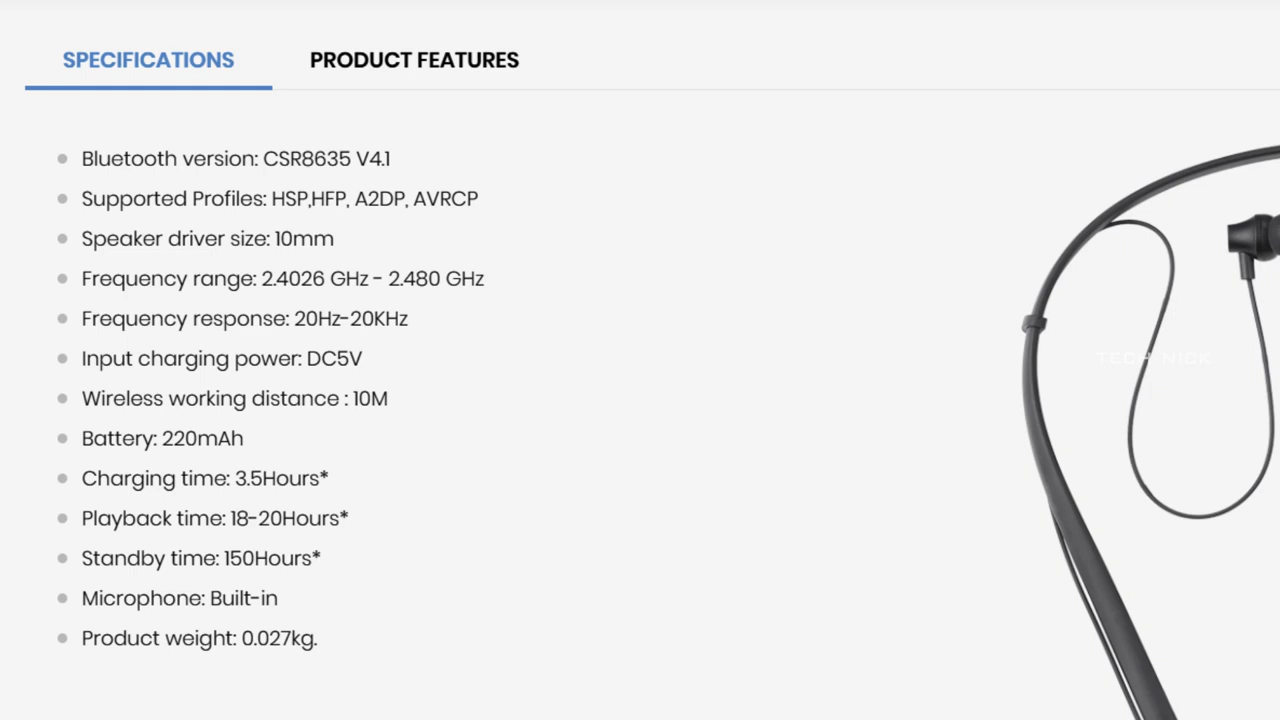 SPECIFICATIONS PRODUCT FEATURES
Bluetooth version: CSR8635 V4.1
Supported Profiles: HSP,HFP, A2DP, AVRCP
Speaker driver size: 10mm
Frequency range: 2.4026 GHz - 2.480 GHz
Frequency response: 20Hz-20KHz
TECH NICK
Input charging power: DC5V
Wireless working distance : 10M
Battery: 220mAh
Charging time: 3.5Hours*
Playback time: 18-20Hours*
Standby time: 150Hours*
Microphone: Built-in
Product weight: 0.027kg.